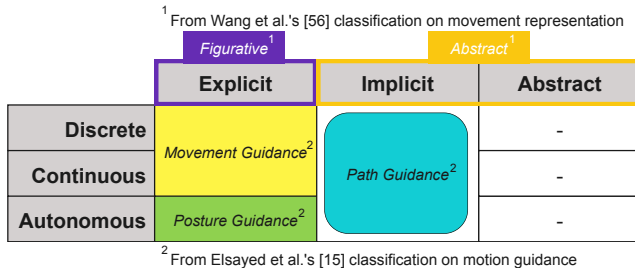 1 From Wang et al.'s [56] classification on movement representation
Figurative1 Abstract1
Explicit Implicit Abstract
Discrete -
Movement Guidance2
Continuous Path Guidance2 -
Autonomous Posture Guidance2 -
2 From Elsayed et al.'s [15] classification on motion guidance